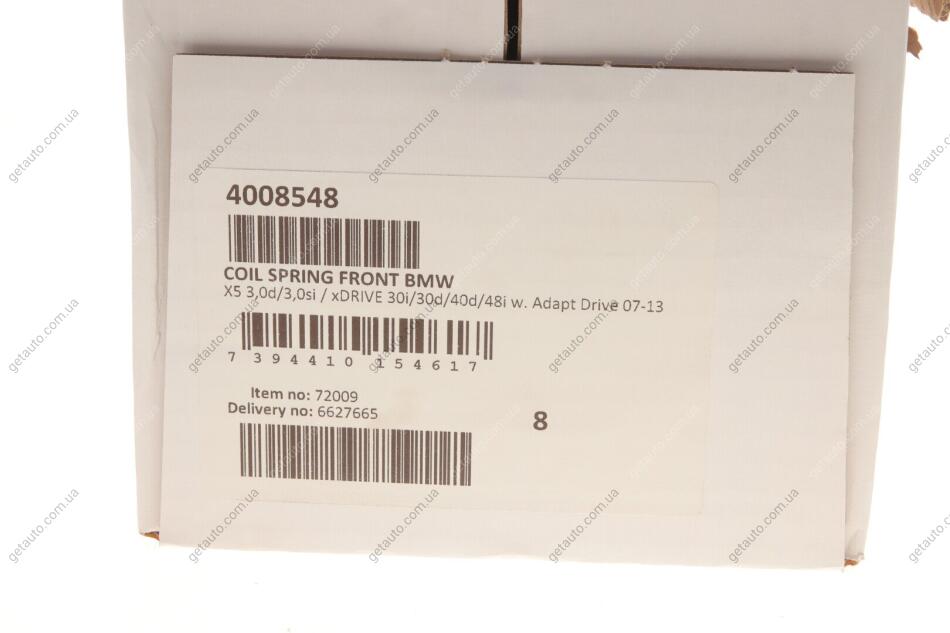 4008548
COIL SPRING FRONT BMW
X5 3,0d/3,0si / xDRIVE 30i/30d/40d/48i w. Adapt Drive 07-13
7 394410 154617
Item no: 72009
Delivery no: 6627665
8
getauto.com.ua